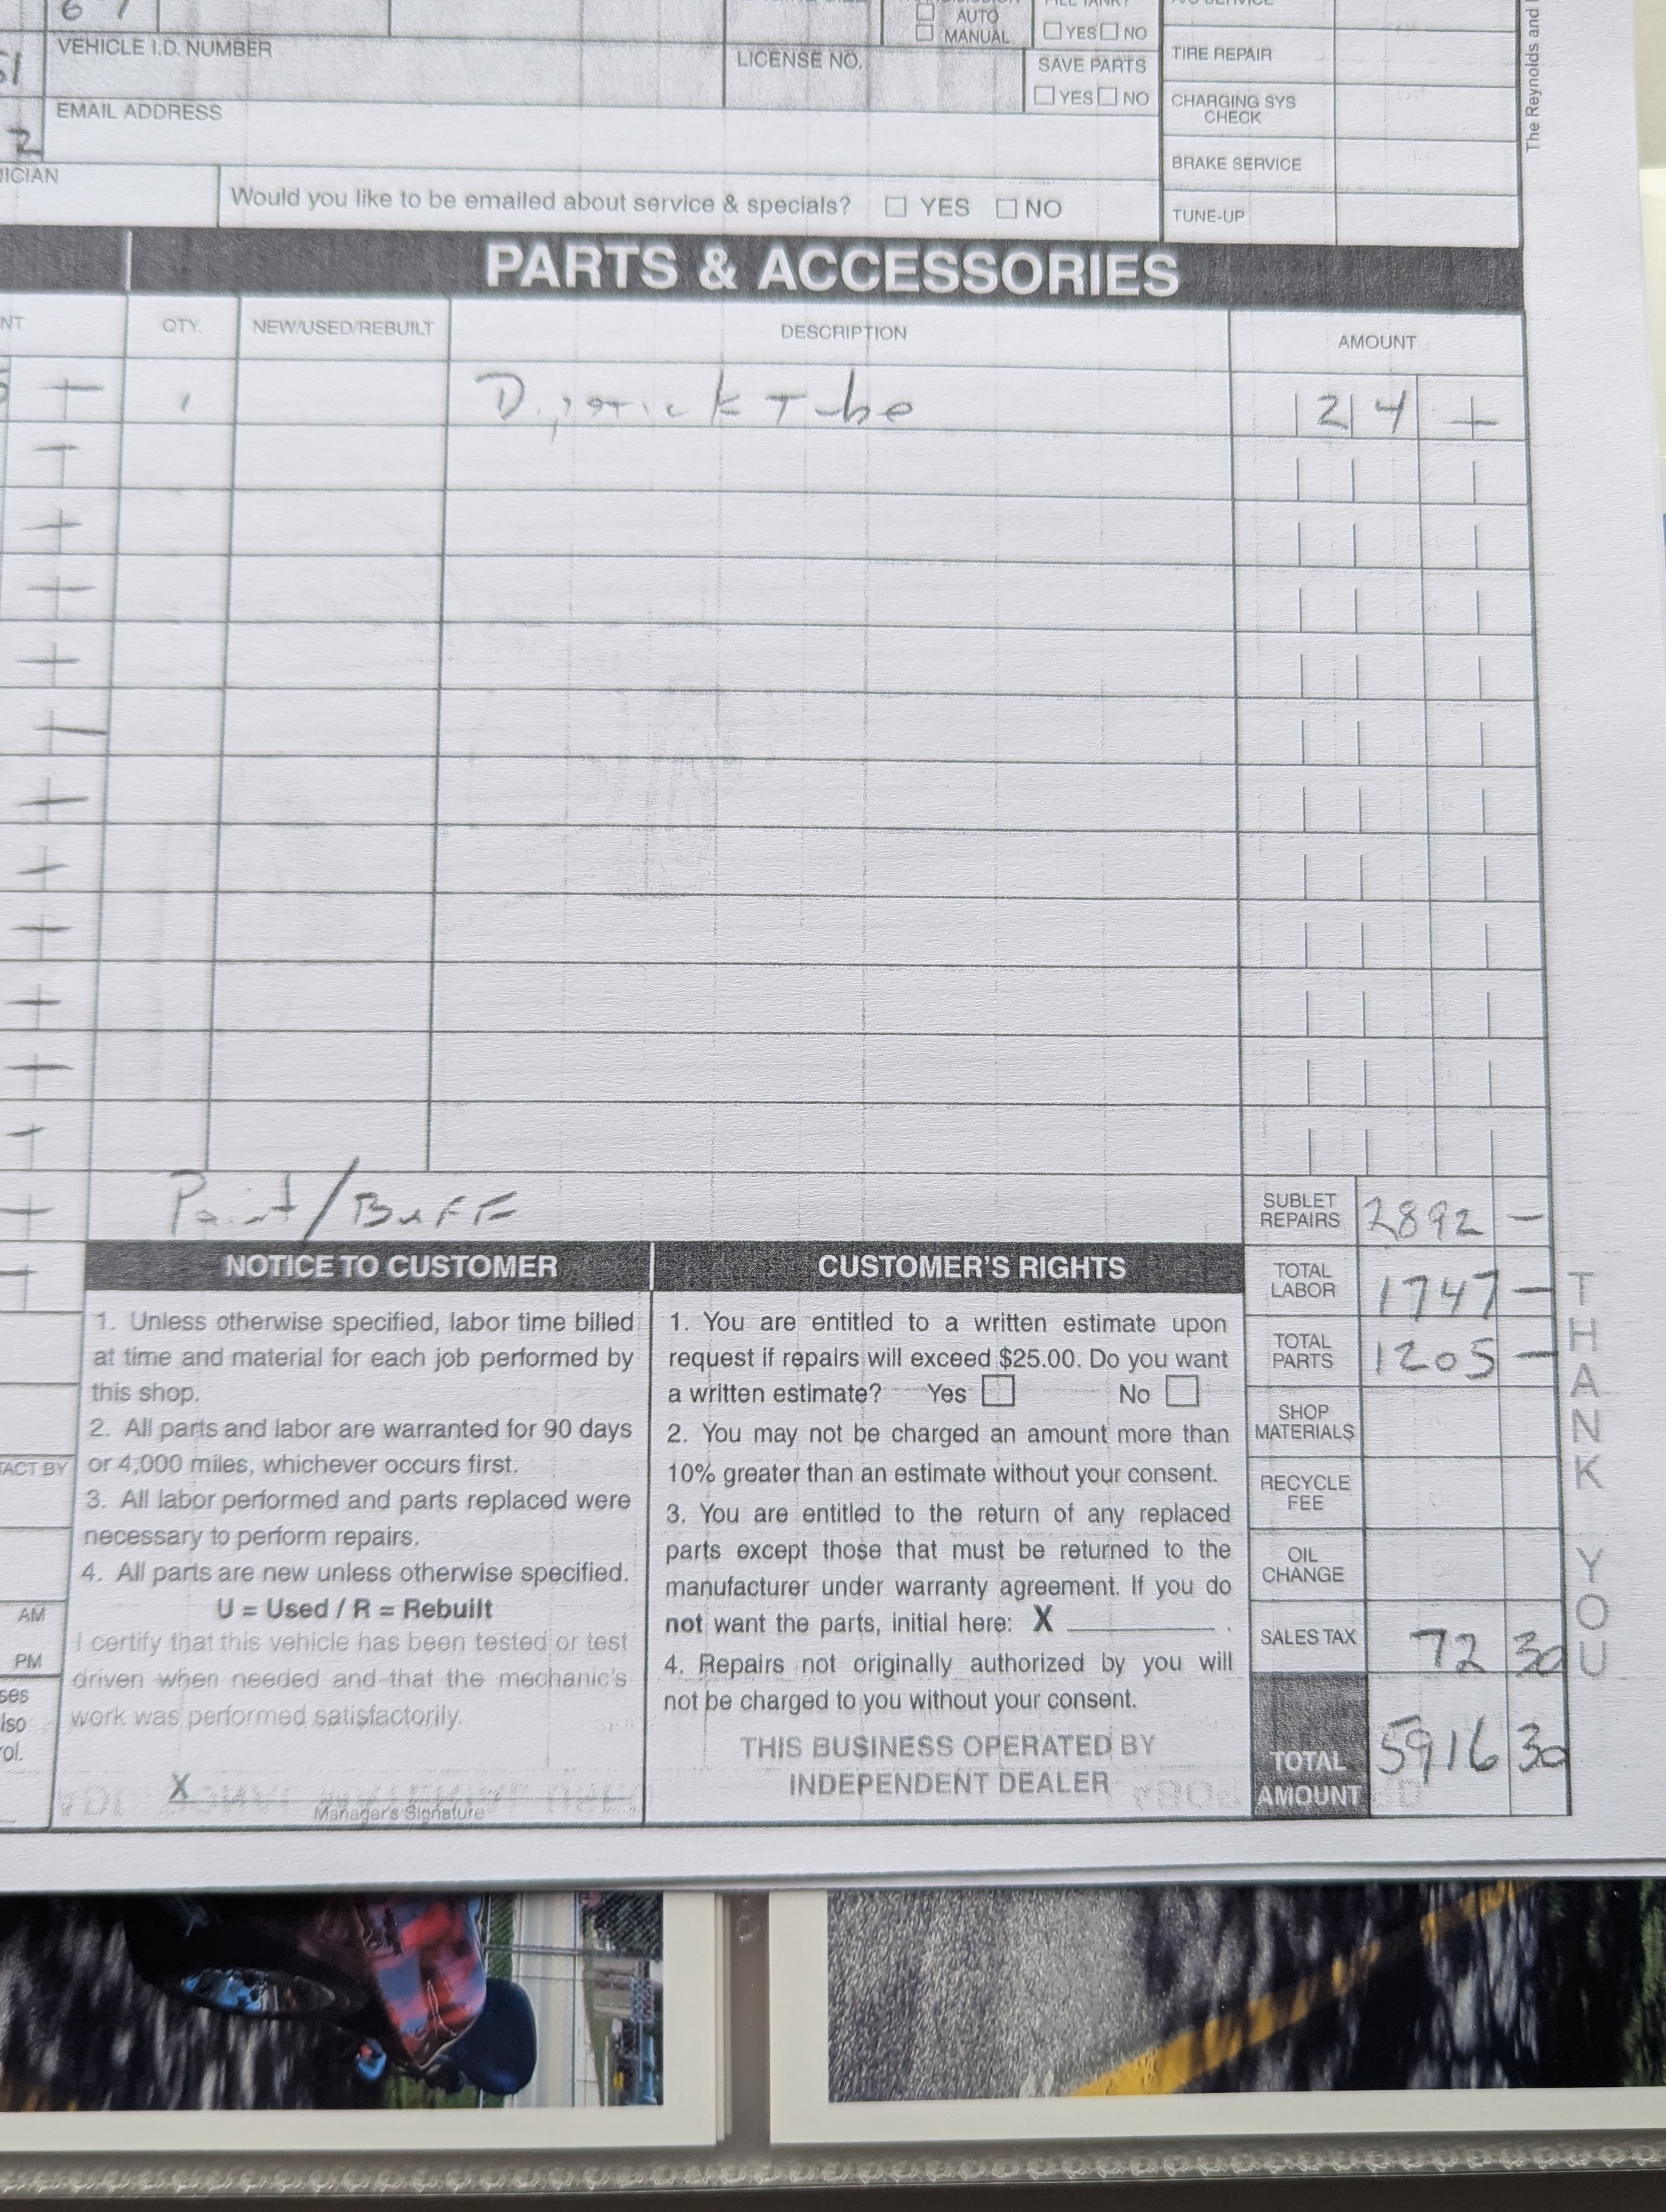 6 7
AUTO
MANUAL
YES NO
VEHICLE I.D. NUMBER
LICENSE NO.
SAVE PARTS
YES NO
TIRE REPAIR
EMAIL ADDRESS
CHARGING SYS
CHECK
The Reynolds and
BRAKE SERVICE
Would you like to be emailed about service & specials? YES NO
TUNE-UP
PARTS & ACCESSORIES
QTY.
NEW/USED/REBUILT
DESCRIPTION
AMOUNT
1 Dipstick Tube 124
Paint/Buff
SUBLET
REPAIRS
2892 —
TOTAL
LABOR
1747 —
TOTAL
PARTS
1205 —
SHOP
MATERIALS
RECYCLE
FEE
OIL
CHANGE
SALES TAX 72 30
TOTAL
AMOUNT
5916 30
THANK YOU
NOTICE TO CUSTOMER
1. Unless otherwise specified, labor time billed
at time and material for each job performed by
this shop.
2. All parts and labor are warranted for 90 days
or 4,000 miles, whichever occurs first.
3. All labor performed and parts replaced were
necessary to perform repairs.
4. All parts are new unless otherwise specified.
U = Used / R = Rebuilt
I certify that this vehicle has been tested or test
driven when needed and that the mechanic's
work was performed satisfactorily.
X
Manager's Signature
CUSTOMER'S RIGHTS
1. You are entitled to a written estimate upon
request if repairs will exceed $25.00. Do you want
a written estimate? Yes No
2. You may not be charged an amount more than
10% greater than an estimate without your consent.
3. You are entitled to the return of any replaced
parts except those that must be returned to the
manufacturer under warranty agreement. If you do
not want the parts, initial here: X
4. Repairs not originally authorized by you will
not be charged to you without your consent.
THIS BUSINESS OPERATED BY
INDEPENDENT DEALER
BY
AM
PM